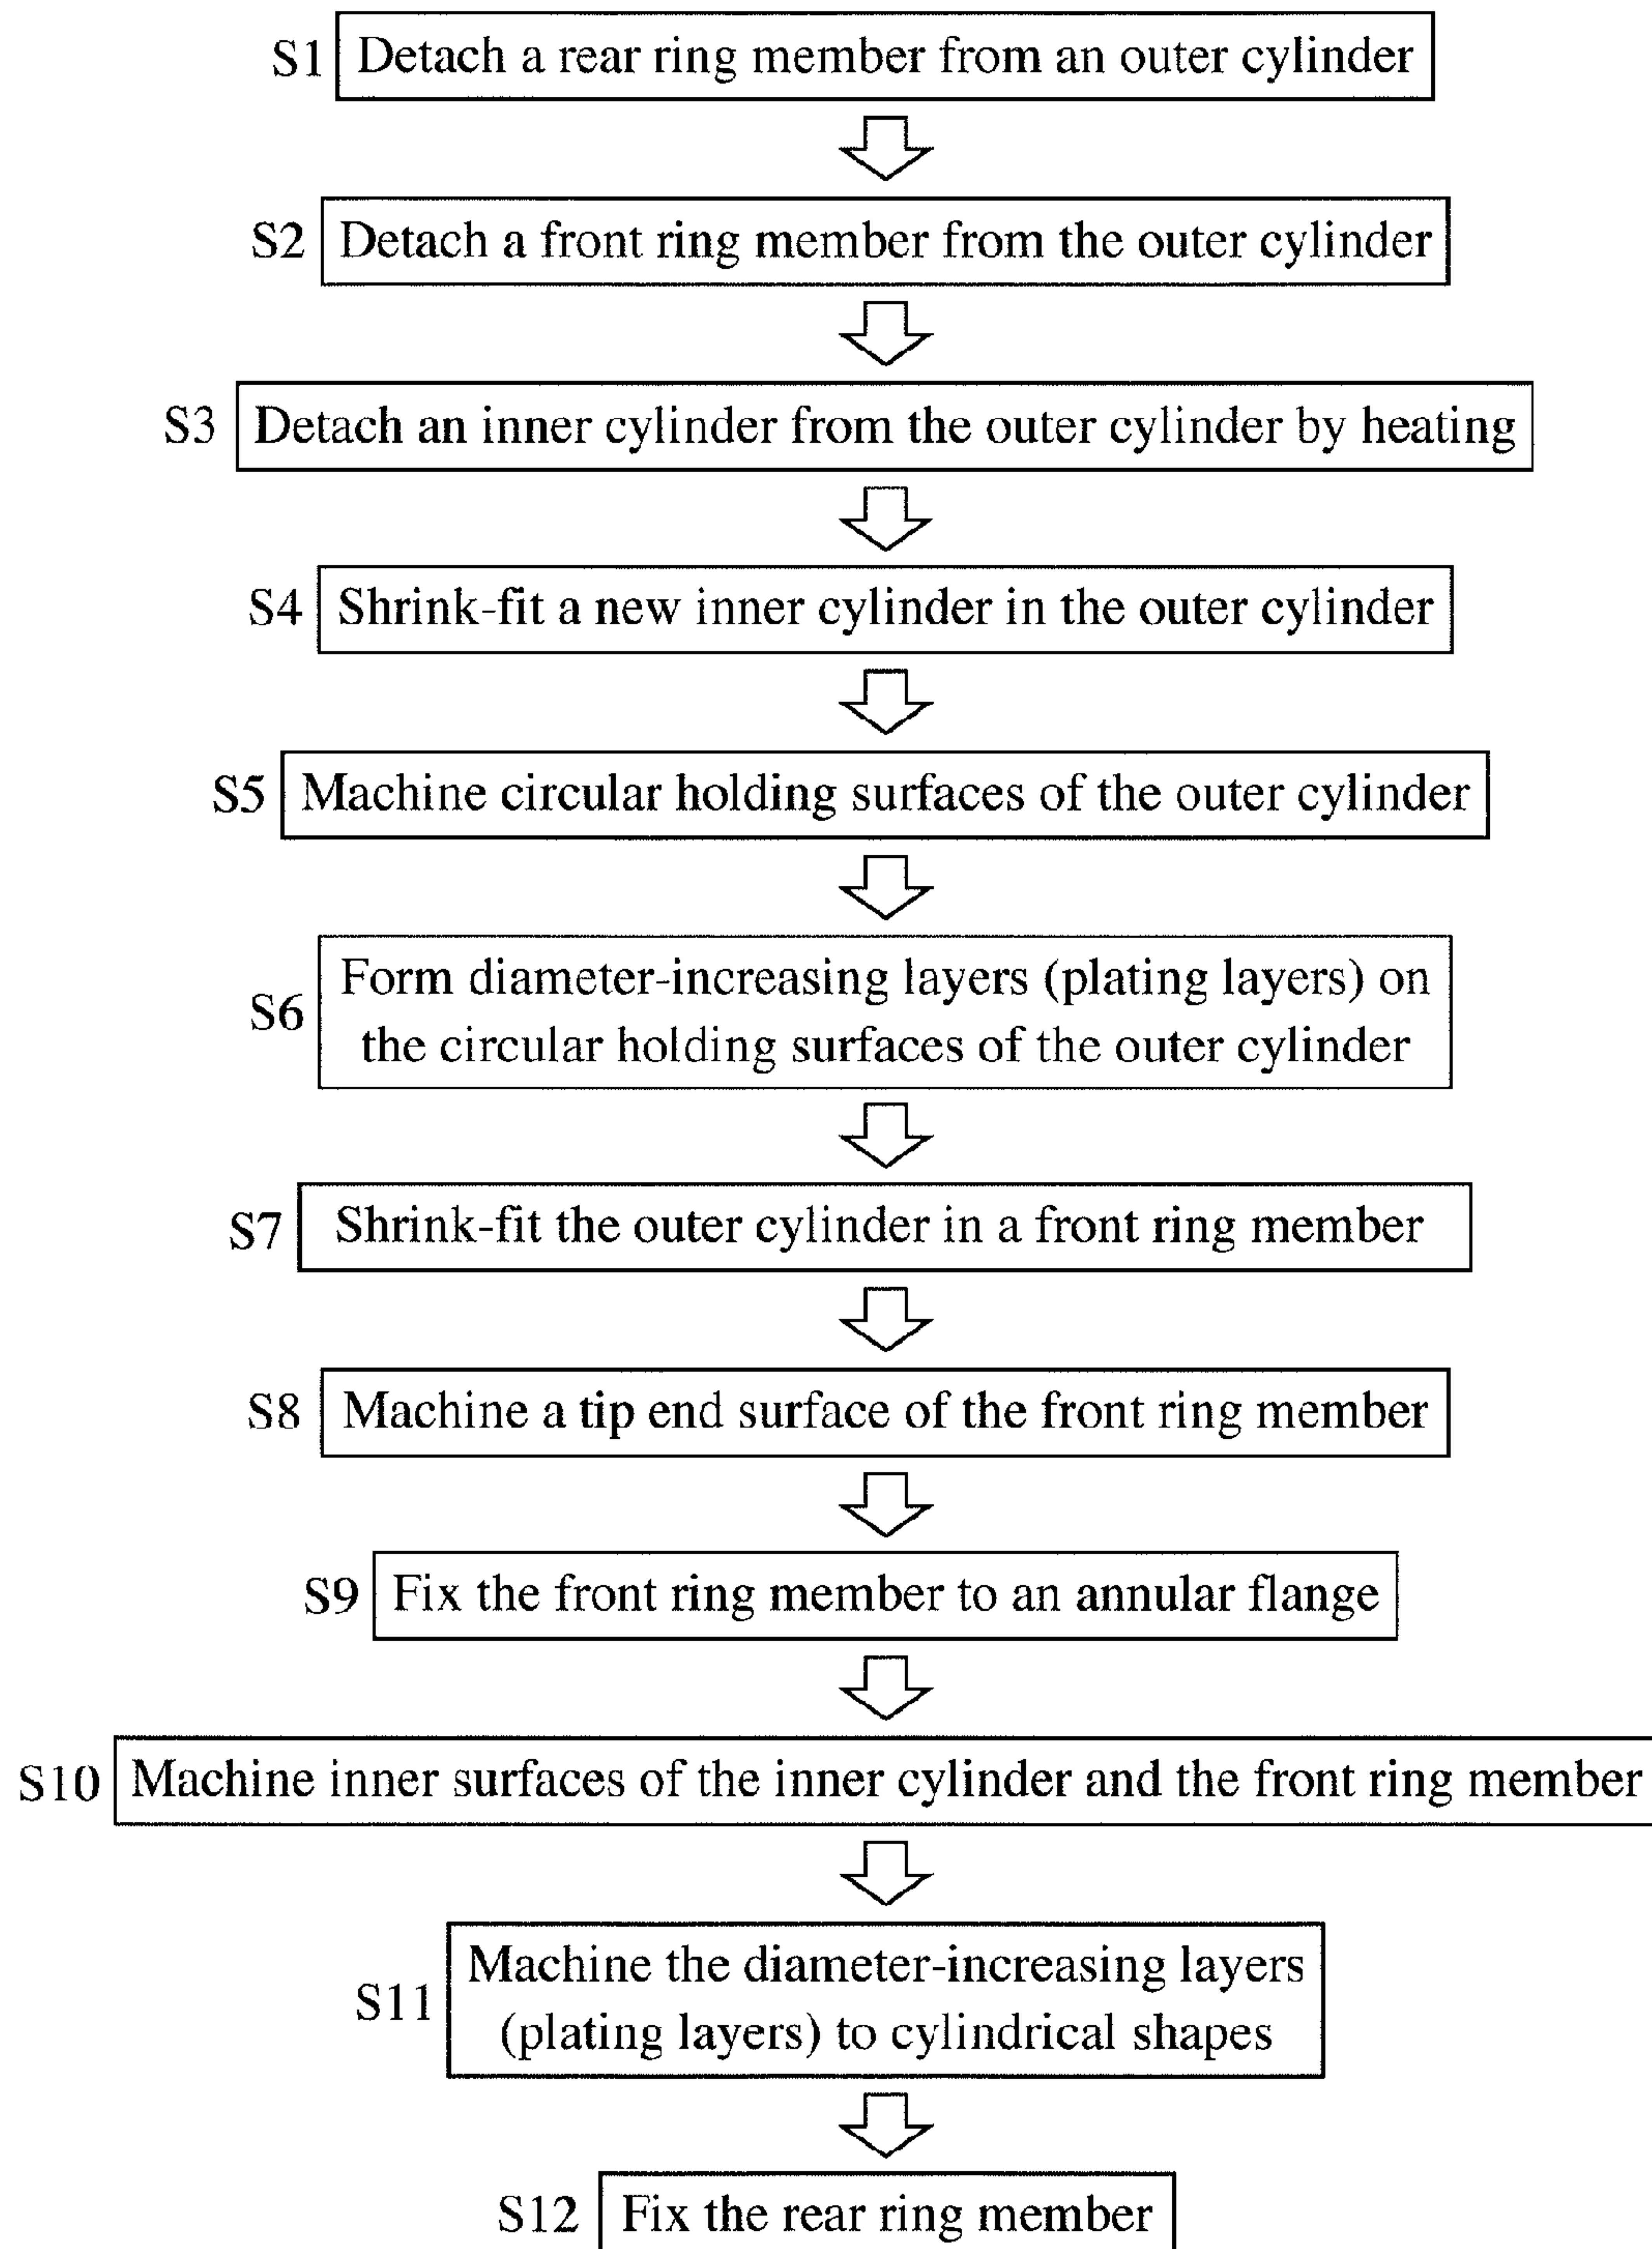 S1 Detach a rear ring member from an outer cylinder
S2 Detach a front ring member from the outer cylinder
S3 Detach an inner cylinder from the outer cylinder by heating
S4 Shrink-fit a new inner cylinder in the outer cylinder
S5 Machine circular holding surfaces of the outer cylinder
S6 Form diameter-increasing layers (plating layers) on
the circular holding surfaces of the outer cylinder
S7 Shrink-fit the outer cylinder in a front ring member
S8 Machine a tip end surface of the front ring member
S9 Fix the front ring member to an annular flange
S10 Machine inner surfaces of the inner cylinder and the front ring member
S11 Machine the diameter-increasing layers
(plating layers) to cylindrical shapes
S12 Fix the rear ring member